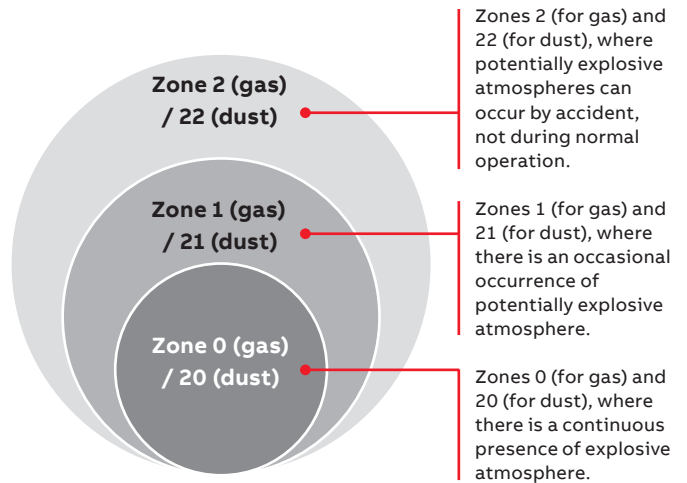 Zone 2 (gas)
/ 22 (dust)
Zones 2 (for gas) and
22 (for dust), where
potentially explosive
atmospheres can
occur by accident,
not during normal
operation.
Zone 1 (gas)
/ 21 (dust)
Zones 1 (for gas) and
21 (for dust), where
there is an occasional
occurrence of
potentially explosive
atmosphere.
Zone 0 (gas)
/ 20 (dust)
Zones 0 (for gas) and
20 (for dust), where
there is a continuous
presence of explosive
atmosphere.